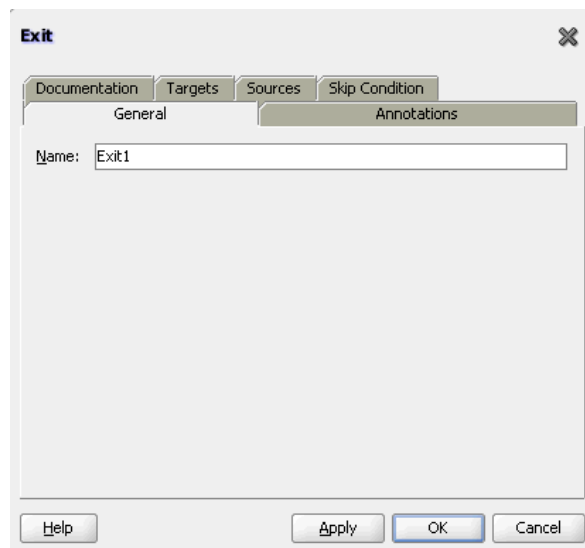 Exit
Documentation Targets Sources Skip Condition
General Annotations
Name: Exit1
Help Apply OK Cancel